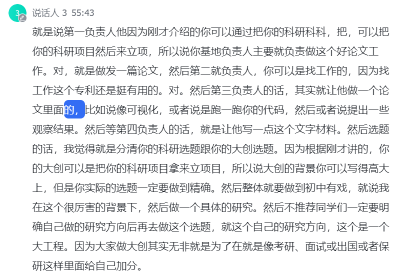 说话人 3 55:43
就是说第一负责人他因为刚才介绍的你可以通过把你的科研科科，把，可以把
你的科研项目然后来立项，所以说你基地负责人主要就负责做这个好论文工
作。对，就是做发一篇论文，然后第二就负责人，你可以是找工作的，因为找
工作这个专利还是挺有用的。对。然后第三负责人的话，其实就让他做一个论
文里面的，比如说像可视化，或者说是跑一跑你的代码，然后或者说提出一些
观察结果。然后等第四负责人的话，就是让他写一点这个文字材料。然后选题
的话，我觉得就是分清你的科研选题跟你的大创选题。因为根据刚才讲的，你
的大创可以是把你的科研项目拿来立项目，所以说大创的背景你可以写得高大
上，但是你实际的选题一定要做到精确。然后整体就要做到初中有戏，就说我
在这个很厉害的背景下，然后做一个具体的研究。然后不推荐同学们一定要明
确自己做的研究方向后再去做这个选题，就这个自己的研究方向，这个是一个
大工程。因为大家做大创其实无非就是为了在就是像考研、面试或出国或者保
研这样里面给自己加分。